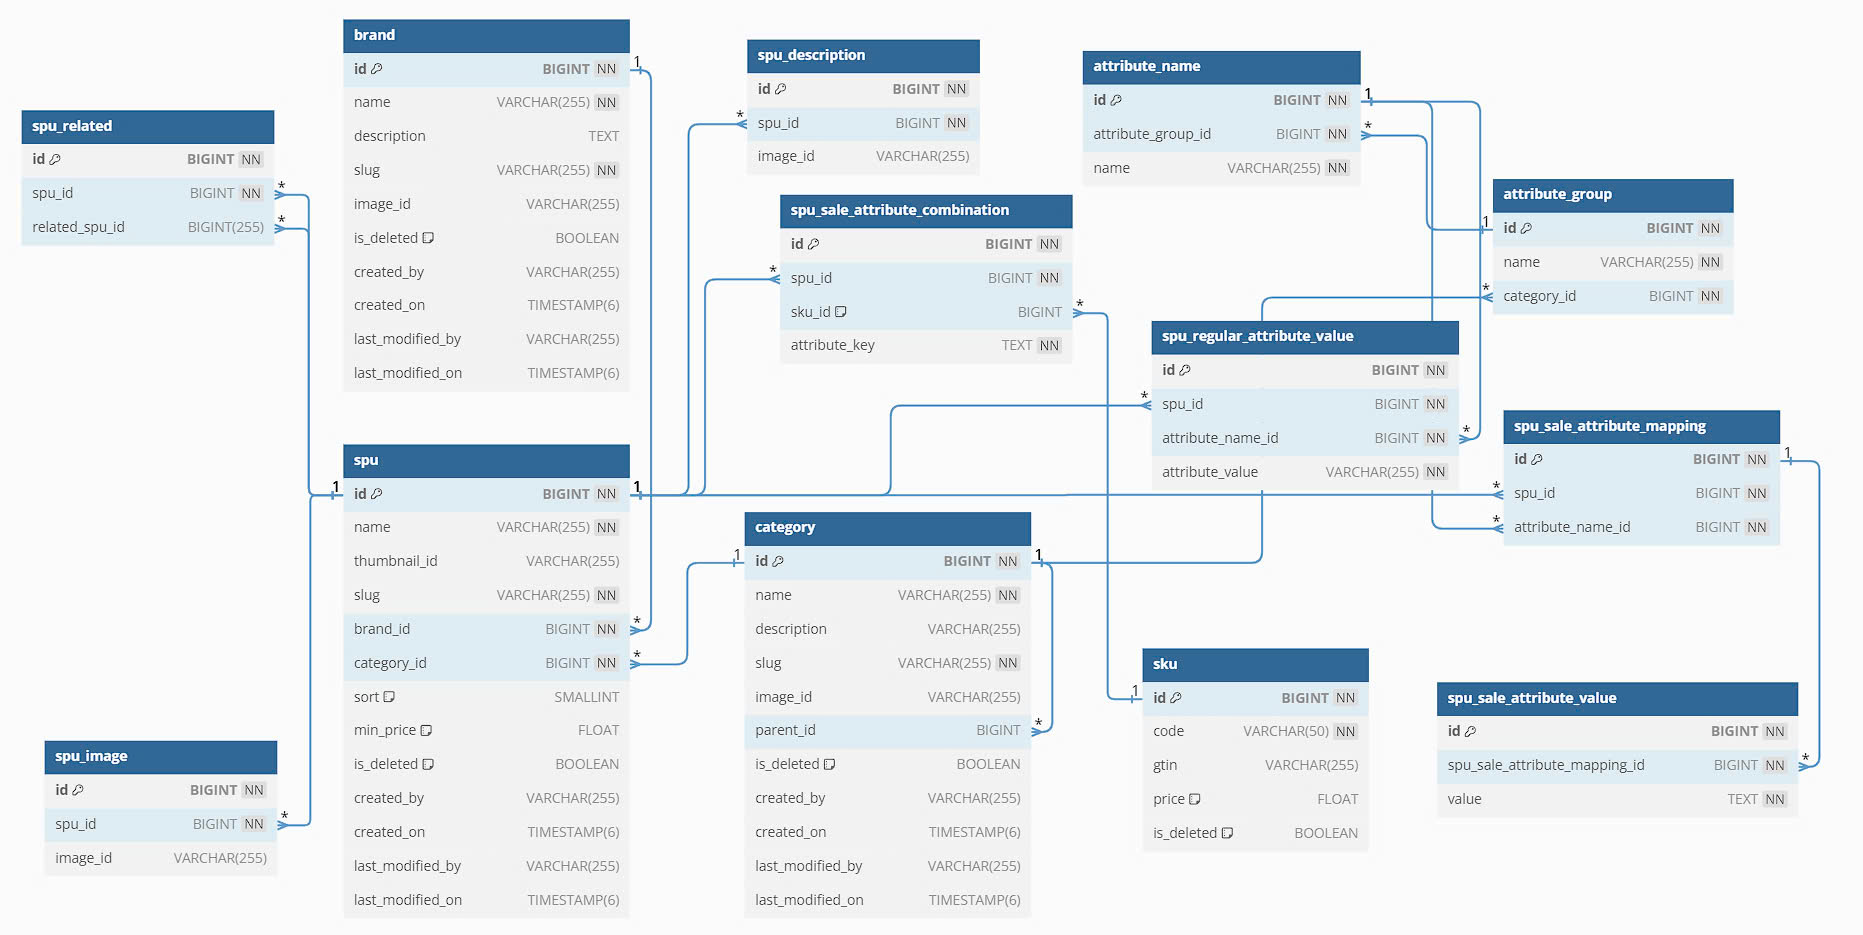 brand
id BIGINT NN
name VARCHAR(255) NN
description TEXT
slug VARCHAR(255) NN
image_id VARCHAR(255)
is_deleted BOOLEAN
created_by VARCHAR(255)
created_on TIMESTAMP(6)
last_modified_by VARCHAR(255)
last_modified_on TIMESTAMP(6)
1
spu_description
id BIGINT NN
* spu_id BIGINT NN
image_id VARCHAR(255)
attribute_name
id BIGINT NN 1
attribute_group_id BIGINT NN *
name VARCHAR(255) NN
spu_related
id BIGINT NN
spu_id BIGINT NN *
related_spu_id BIGINT(255) *
spu_sale_attribute_combination
id BIGINT NN
* spu_id BIGINT NN
sku_id BIGINT *
attribute_key TEXT NN
attribute_group
1 id BIGINT NN
name VARCHAR(255) NN
* category_id BIGINT NN
spu_regular_attribute_value
id BIGINT NN
* spu_id BIGINT NN
attribute_name_id BIGINT NN *
attribute_value VARCHAR(255) NN
spu_sale_attribute_mapping
id BIGINT NN 1
* spu_id BIGINT NN
* attribute_name_id BIGINT NN
spu
1 id BIGINT NN 1
name VARCHAR(255) NN
thumbnail_id VARCHAR(255)
slug VARCHAR(255) NN
brand_id BIGINT NN *
category_id BIGINT NN *
sort SMALLINT
min_price FLOAT
is_deleted BOOLEAN
created_by VARCHAR(255)
created_on TIMESTAMP(6)
last_modified_by VARCHAR(255)
last_modified_on TIMESTAMP(6)
category
1 id BIGINT NN 1
name VARCHAR(255) NN
description VARCHAR(255)
slug VARCHAR(255) NN
image_id VARCHAR(255)
parent_id BIGINT *
is_deleted BOOLEAN
created_by VARCHAR(255)
created_on TIMESTAMP(6)
last_modified_by VARCHAR(255)
last_modified_on TIMESTAMP(6)
sku
1 id BIGINT NN
code VARCHAR(50) NN
gtin VARCHAR(255)
price FLOAT
is_deleted BOOLEAN
spu_sale_attribute_value
id BIGINT NN
spu_sale_attribute_mapping_id BIGINT NN *
value TEXT NN
spu_image
id BIGINT NN
spu_id BIGINT NN *
image_id VARCHAR(255)